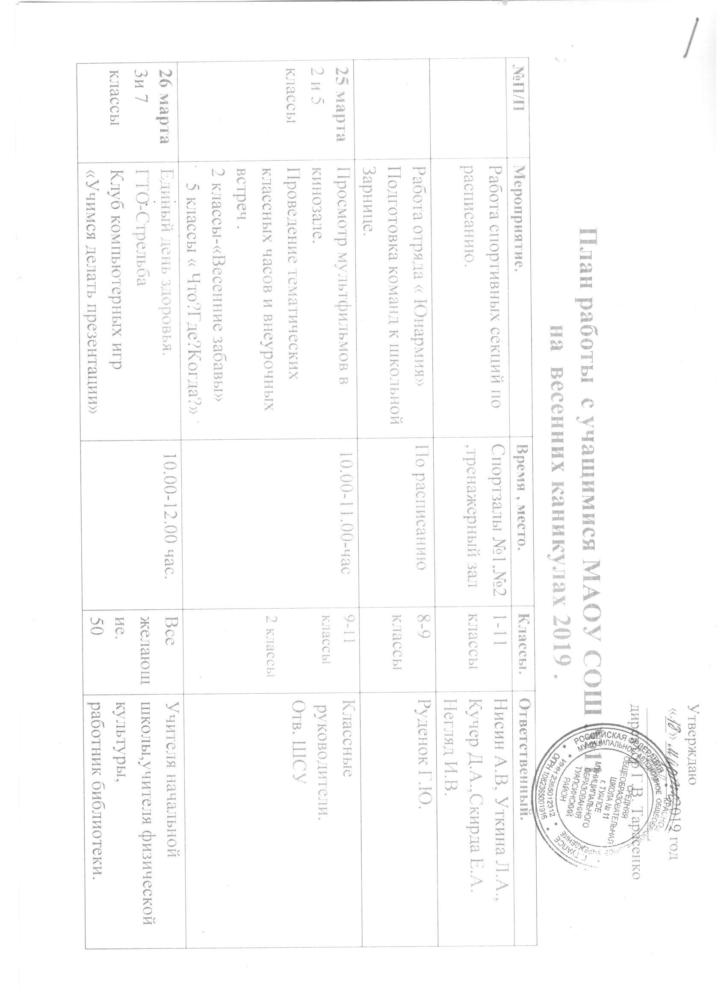 Утверждаю
«18» марта 2019 год
директор Г.В Тарасенко
План работы с учащимися МАОУ СОШ №11
на весенних каникулах 2019 .
№П/П Мероприятие. Время , место. Классы. Ответственный.
Работа спортивных секций по
расписанию.
Спортзалы №1,№2
,тренажерный зал
1-11
классы
Нисин А.В, Уткина Л.А.,
Кучер Д.А.,Скирда Е.А.
Негляд И.В.
Работа отряда « Юнармия»
Подготовка команд к школьной
Зарнице.
По расписанию
8-9
классы
Руденок Г.Ю.
25 марта
2 и 5
классы
Просмотр мультфильмов в
кинозале.
Проведение тематических
классных часов и внеурочных
встреч .
2 классы-«Весенние забавы»
5 классы « Что?Где?Когда?»
10.00-11.00-час
9-11
классы
2 классы
Классные
руководители.
Отв. ШСУ
26 марта
3и 7
классы
Единый день здоровья.
ГТО-Стрельба
Клуб компьютерных игр
«Учимся делать презентации»
10.00-12.00 час.
Все
желающ
ие.
50
Учителя начальной
школы,учителя физической
культуры,
работник библиотеки.
РОССИЙСКАЯ ФЕДЕРАЦИЯ
МУНИЦИПАЛЬНОЕ АВТОНОМНОЕ ОБЩЕОБРАЗОВАТЕЛЬНОЕ УЧРЕЖДЕНИЕ
СРЕДНЯЯ
ОБЩЕОБРАЗОВАТЕЛЬНАЯ
ШКОЛА № 11
Г. ТУАПСЕ
МУНИЦИПАЛЬНОГО
ОБРАЗОВАНИЯ
ТУАПСИНСКИЙ
РАЙОН
ИНН 2365012312
ОГРН 1082365001916
Г. ТУАПСЕ